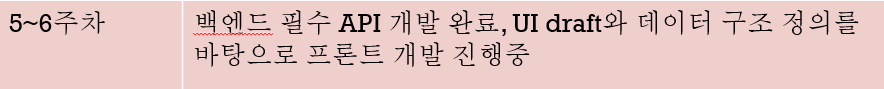 5~6주차
백엔드 필수 API 개발 완료, UI draft와 데이터 구조 정의를
바탕으로 프론트 개발 진행중